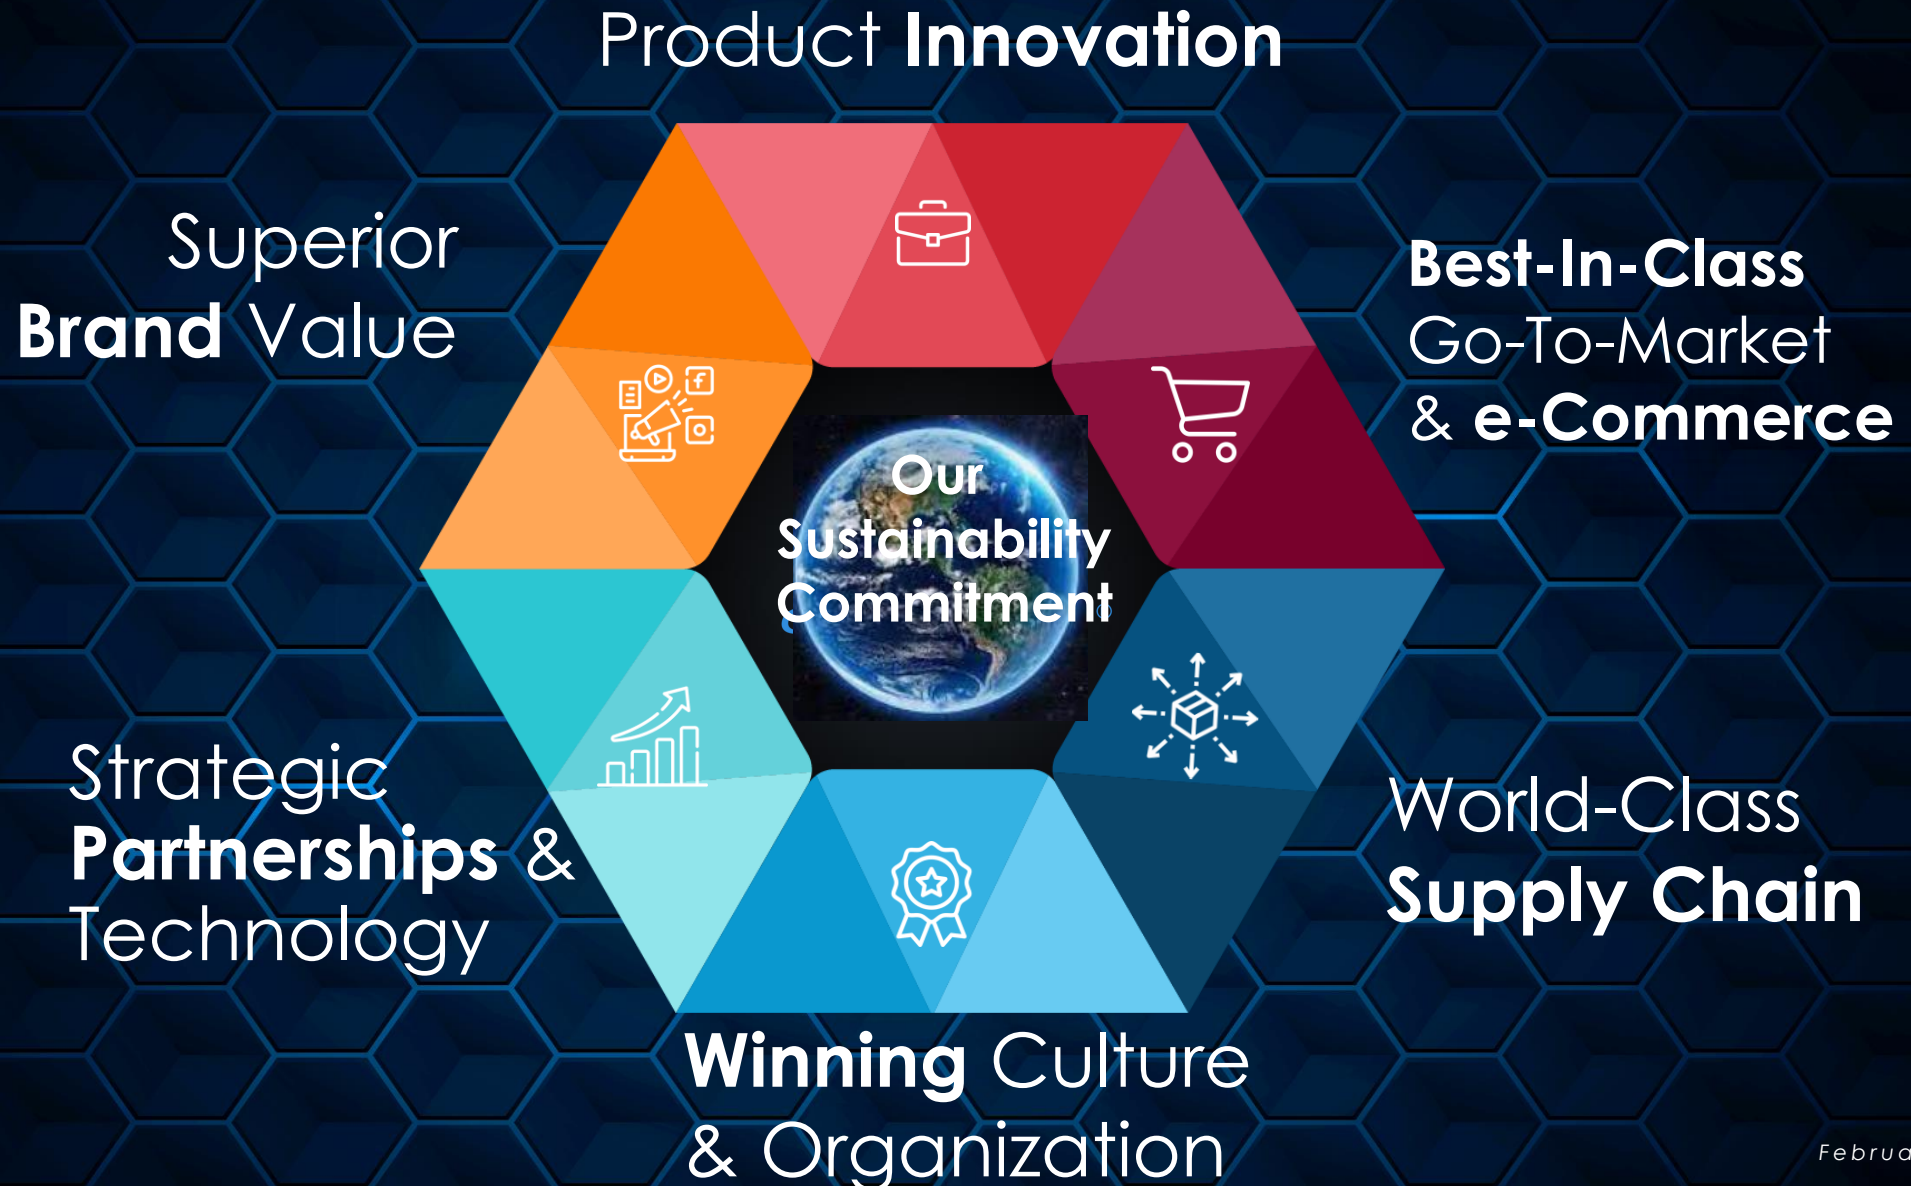 Product Innovation
Superior
Brand Value
Best-In-Class
Go-To-Market
& e-Commerce
Our
Sustainability
Commitment
Strategic
Partnerships &
Technology
World-Class
Supply Chain
Winning Culture
& Organization